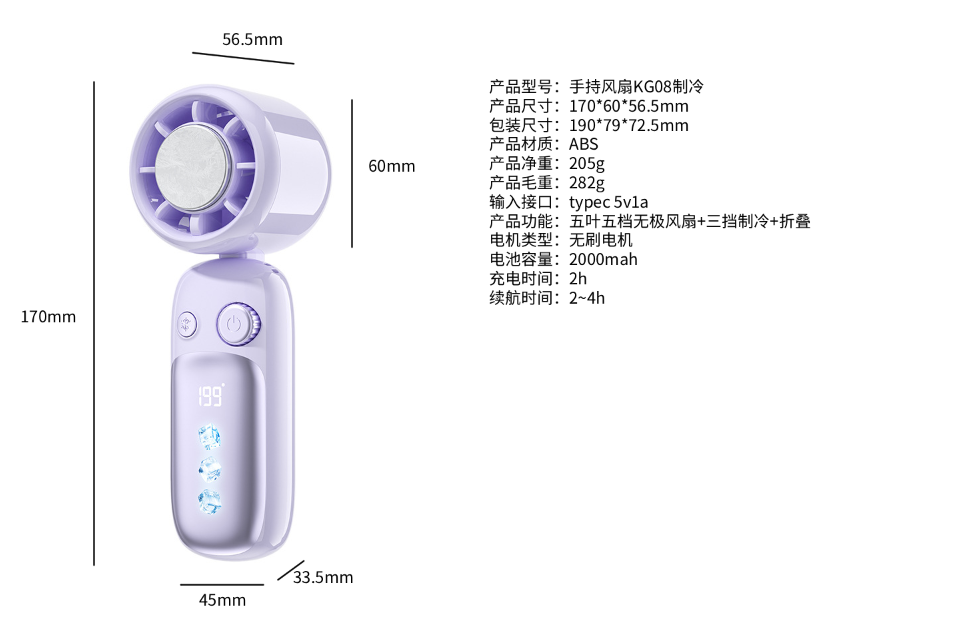 56.5mm
60mm
170mm
199°
33.5mm
45mm
产品型号：手持风扇KG08制冷
产品尺寸：170*60*56.5mm
包装尺寸：190*79*72.5mm
产品材质：ABS
产品净重：205g
产品毛重：282g
输入接口：typec 5v1a
产品功能：五叶五档无极风扇+三挡制冷+折叠
电机类型：无刷电机
电池容量：2000mah
充电时间：2h
续航时间：2~4h